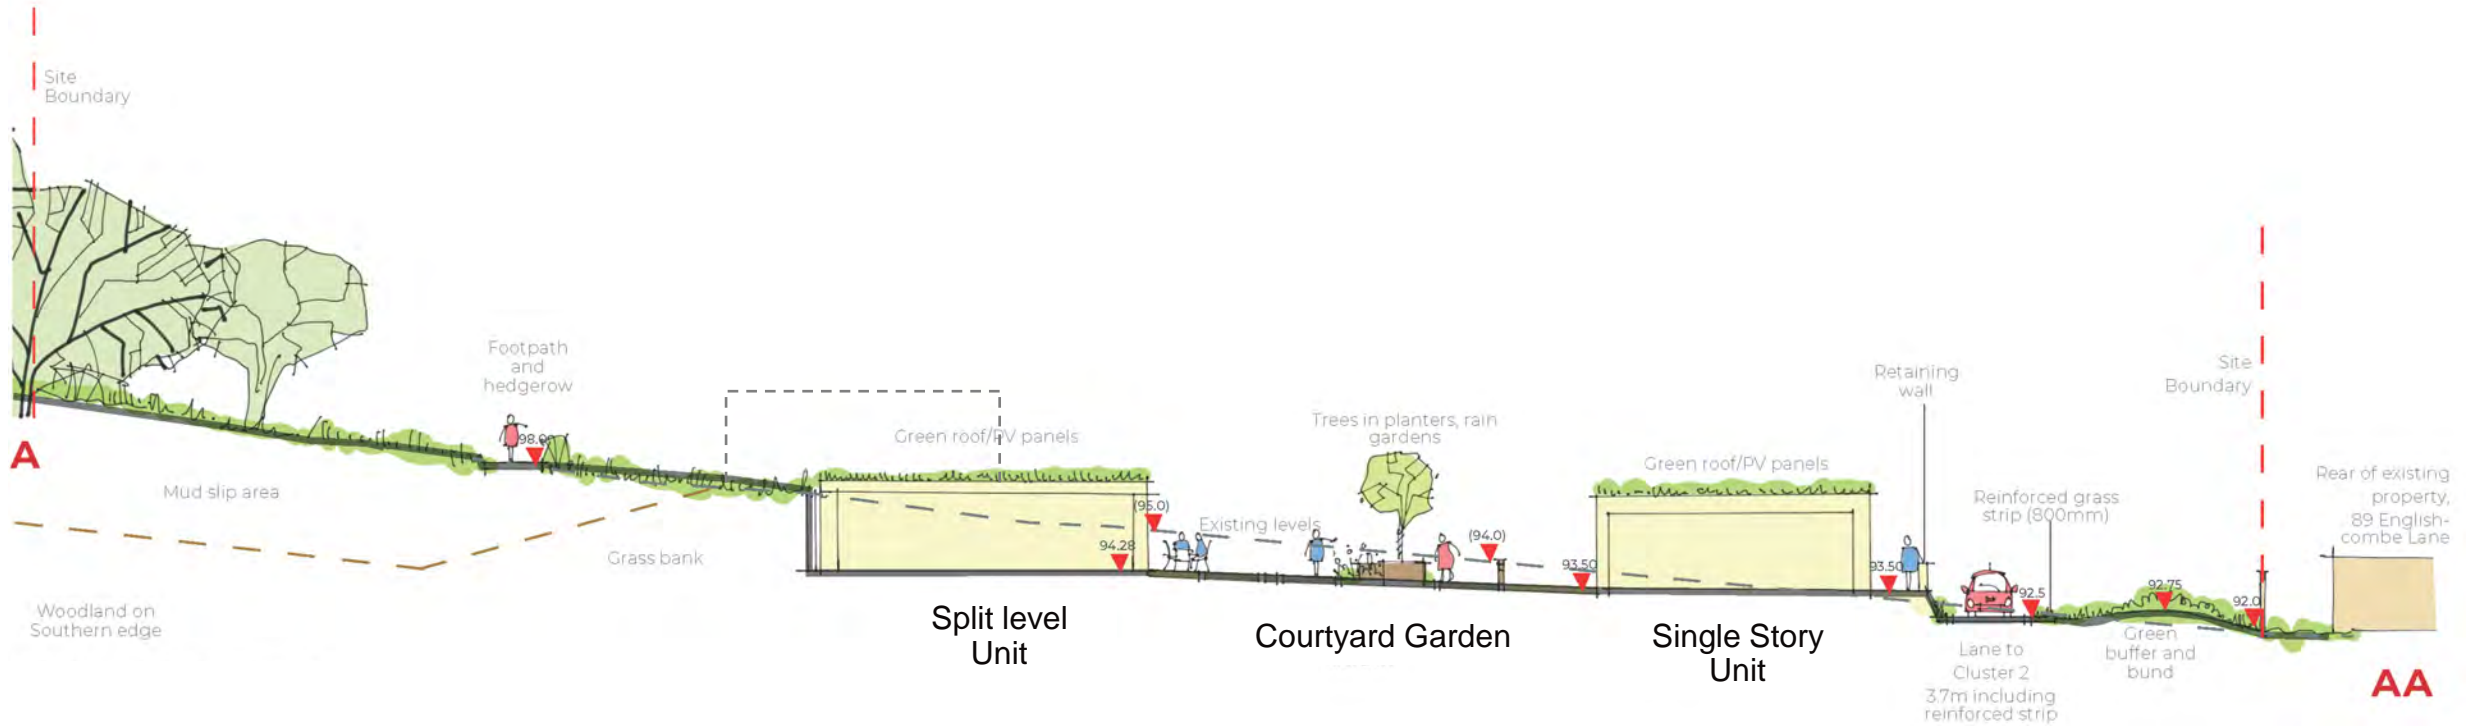 Site
Boundary
Footpath
and
hedgerow
98.00
A
Mud slip area
Woodland on
Southern edge
Grass bank
Green roof/PV panels
(95.0)
94.28
Existing levels
Split level
Unit
Trees in planters, rain
gardens
(94.0)
93.50
Courtyard Garden
Green roof/PV panels
93.50
Single Story
Unit
Retaining
wall
Reinforced grass
strip (800mm)
92.5
Lane to
Cluster 2
3.7m including
reinforced strip
92.75
92.0
Green
buffer and
bund
Site
Boundary
Rear of existing
property,
89 English-
combe Lane
AA